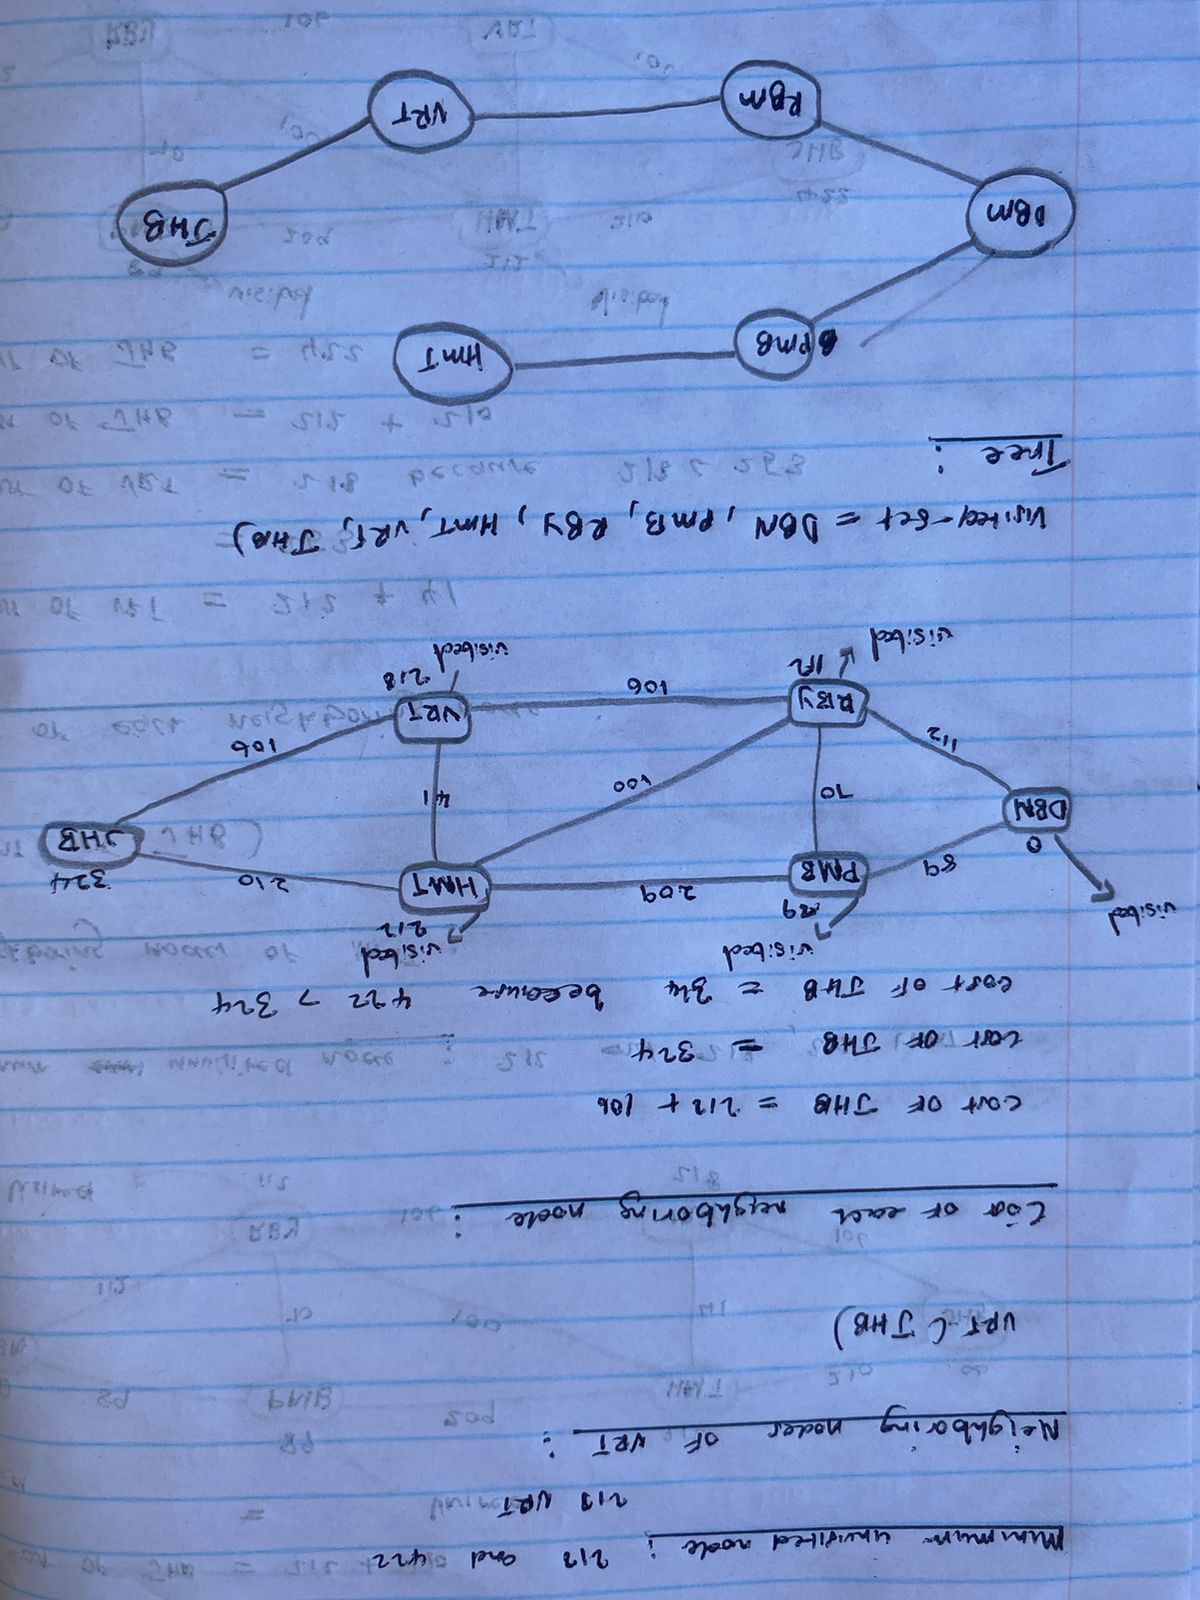 Minimum unvisited node : 212 and 422
218 VRT
Neighboring nodes OF VRT :
VRT ( JHB )
Cost of each neighboring node :
cost OF JHB = 212 + 106
cost OF JHB = 324
cost OF JHB = 324 because 422 > 324
visited
visited
visited
89
212
PMB
209
HMT
210
324
JHB
89
0
DBN
70
100
41
112
106
RBY
106
VRT
112
218
visited
visited
Visited-Set = DBN, PMB, RBY, HMT, VRT, JHB)
Tree :
PMB
HMT
DBM
JHB
RBM
VRT